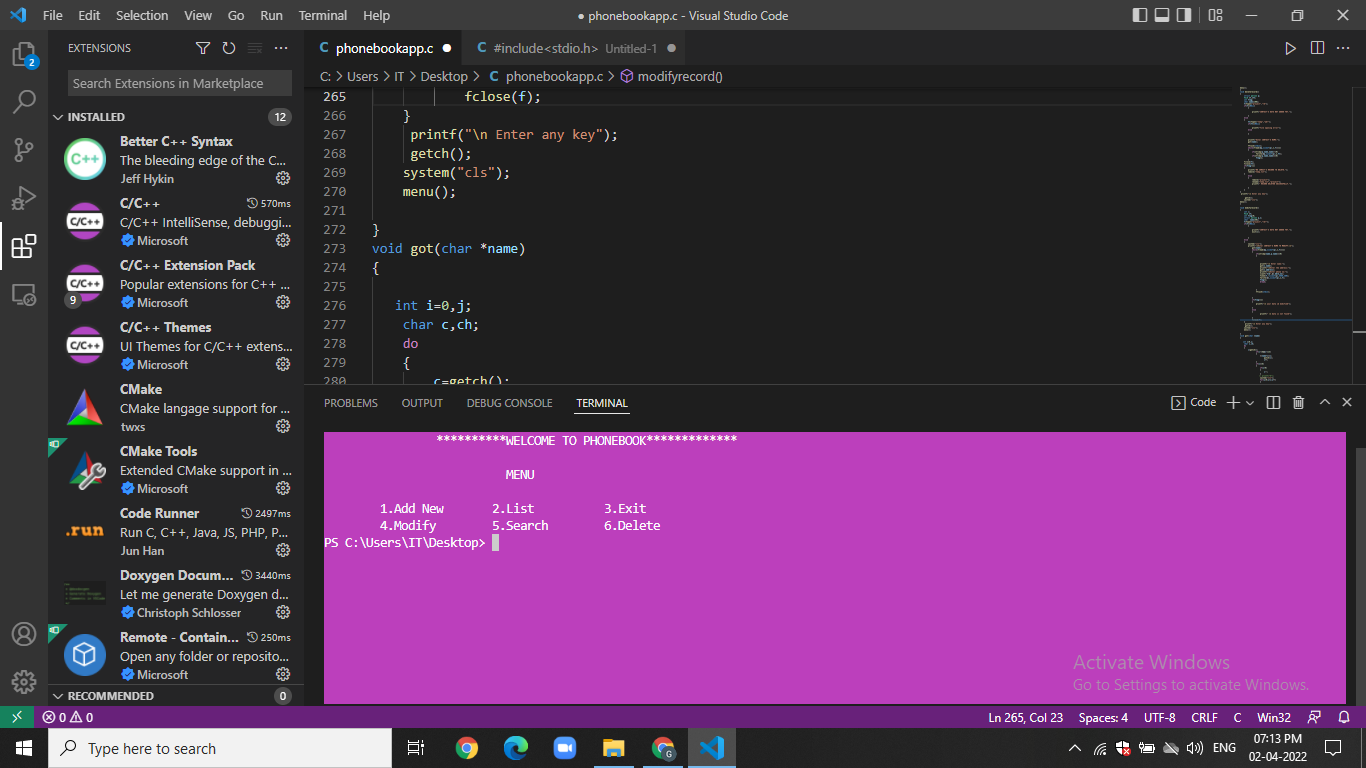 File Edit Selection View Go Run Terminal Help
● phonebookapp.c - Visual Studio Code
EXTENSIONS
Search Extensions in Marketplace
INSTALLED 12
C++
Better C++ Syntax
The bleeding edge of the C...
Jeff Hykin
C/C++
C/C++ 570ms
C/C++ IntelliSense, debuggi...
Microsoft
C/C++
9
C/C++ Extension Pack
Popular extensions for C++ ...
Microsoft
C/C++
C/C++ Themes
UI Themes for C/C++ extens...
Microsoft
CMake
CMake langage support for ...
twxs
CMake Tools
Extended CMake support in ...
Microsoft
.run
Code Runner 2497ms
Run C, C++, Java, JS, PHP, P...
Jun Han
Doxygen Docum... 3440ms
Let me generate Doxygen d...
Christoph Schlosser
Remote - Contain... 250ms
Open any folder or reposito...
Microsoft
RECOMMENDED 0
2
C phonebookapp.c ● C #include<stdio.h> Untitled-1 ●
C: > Users > IT > Desktop > C phonebookapp.c > modifyrecord()
265 fclose(f);
266 }
267 printf("\n Enter any key");
268 getch();
269 system("cls");
270 menu();
271
272 }
273 void got(char *name)
274 {
275
276 int i=0,j;
277 char c,ch;
278 do
279 {
280 c=getch();
PROBLEMS OUTPUT DEBUG CONSOLE TERMINAL Code
**********WELCOME TO PHONEBOOK*************
MENU
1.Add New 2.List 3.Exit
4.Modify 5.Search 6.Delete
PS C:\Users\IT\Desktop>
Activate Windows
Go to Settings to activate Windows.
0 0 Ln 265, Col 23 Spaces: 4 UTF-8 CRLF C Win32
Type here to search
G
ENG
07:13 PM
02-04-2022